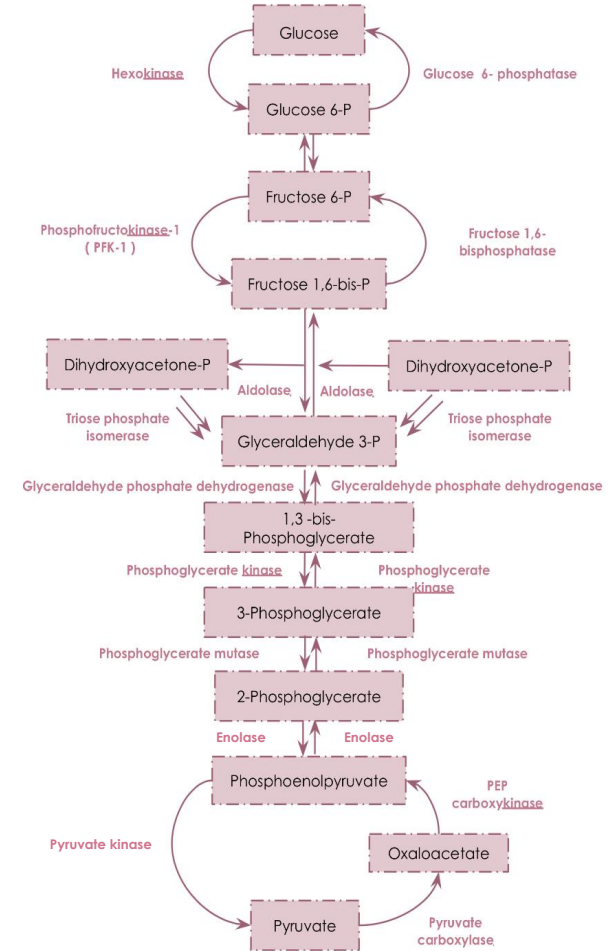 Glucose
Hexokinase
Glucose 6- phosphatase
Glucose 6-P
Fructose 6-P
Phosphofructokinase-1
( PFK-1 )
Fructose 1,6-
bisphosphatase
Fructose 1,6-bis-P
Dihydroxyacetone-P
Dihydroxyacetone-P
Aldolase.
Aldolase.
Triose phosphate
isomerase
Triose phosphate
isomerase
Glyceraldehyde 3-P
Glyceraldehyde phosphate dehydrogenase
Glyceraldehyde phosphate dehydrogenase
1,3 -bis-
Phosphoglycerate
Phosphoglycerate kinase
Phosphoglycerate
kinase
3-Phosphoglycerate
Phosphoglycerate mutase
Phosphoglycerate mutase
2-Phosphoglycerate
Enolase
Enolase
Phosphoenolpyruvate
PEP
carboxykinase
Pyruvate kinase
Oxaloacetate
Pyruvate
Pyruvate
carboxylase.